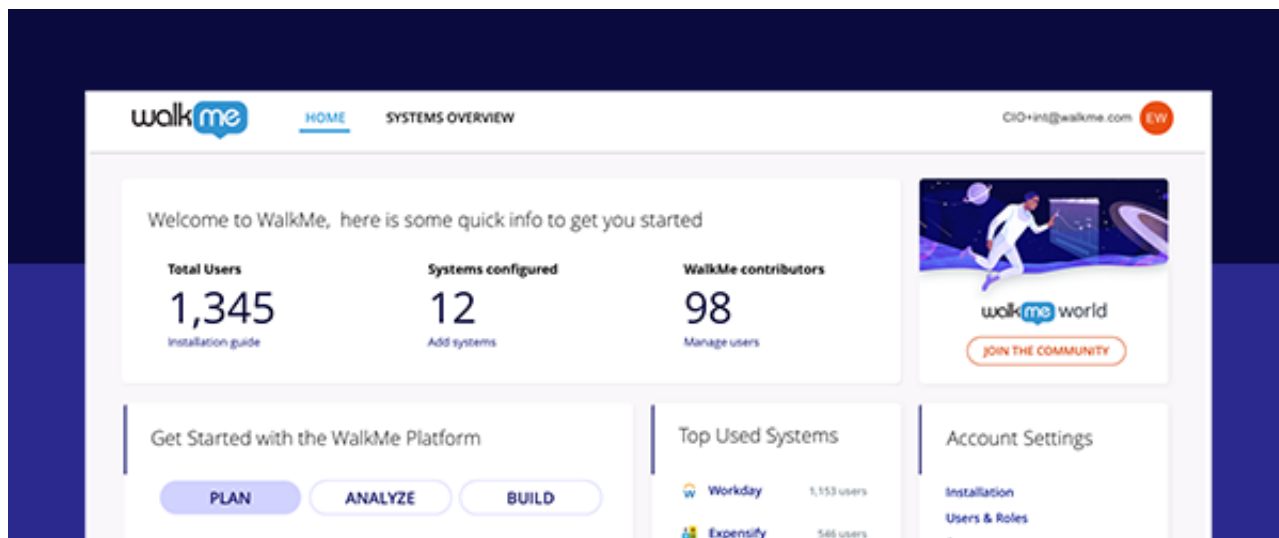 walkme HOME SYSTEMS OVERVIEW CIO+int@walkme.com EW
Welcome to WalkMe, here is some quick info to get you started
Total Users Systems configured WalkMe contributors
1,345 12 98
Installation guide Add systems Manage users
walkme world
JOIN THE COMMUNITY
Get Started with the WalkMe Platform
PLAN ANALYZE BUILD
Top Used Systems
Workday 1,153 users
Expensify 546 users
Account Settings
Installation
Users & Roles